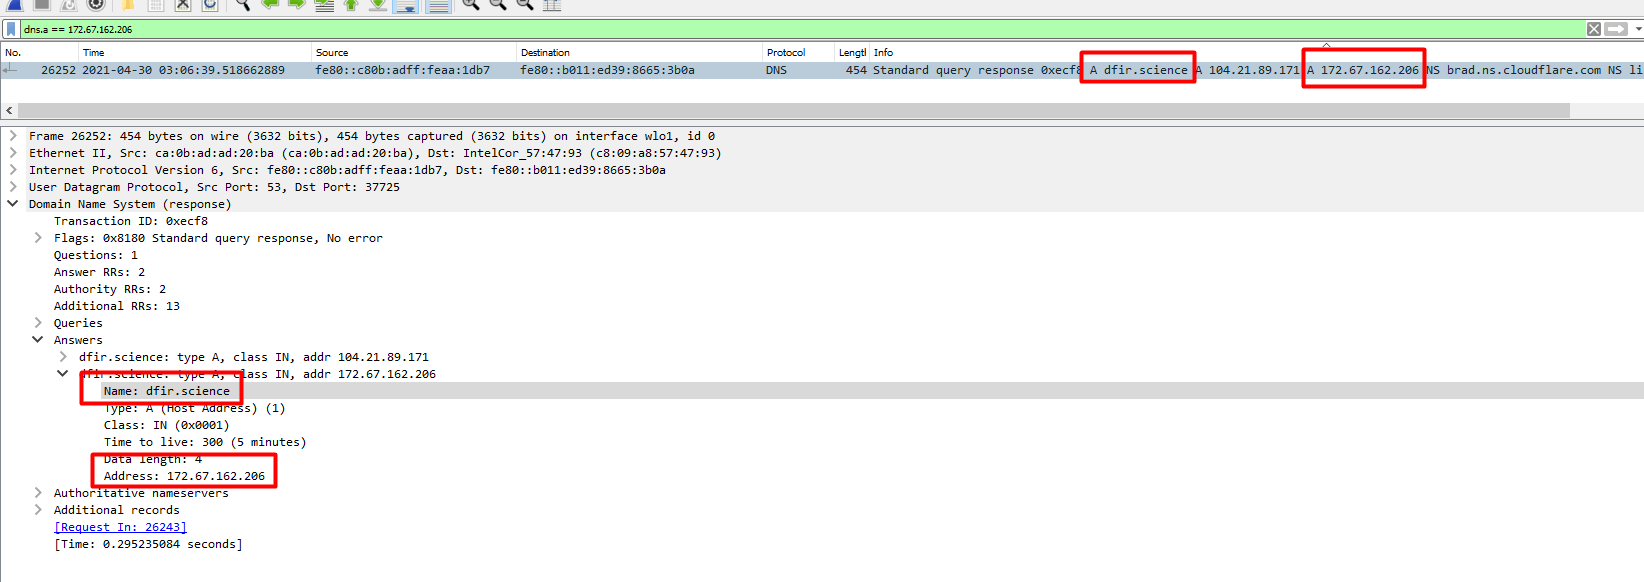 dns.a == 172.67.162.206
No. Time Source Destination Protocol Lengtl Info
26252 2021-04-30 03:06:39.518662889 fe80::c80b:adff:feaa:1db7 fe80::b011:ed39:8665:3b0a DNS 454 Standard query response 0xecf8 A dfir.science A 104.21.89.171 A 172.67.162.206 NS brad.ns.cloudflare.com NS li
Frame 26252: 454 bytes on wire (3632 bits), 454 bytes captured (3632 bits) on interface wlo1, id 0
Ethernet II, Src: ca:0b:ad:ad:20:ba (ca:0b:ad:ad:20:ba), Dst: IntelCor_57:47:93 (c8:09:a8:57:47:93)
Internet Protocol Version 6, Src: fe80::c80b:adff:feaa:1db7, Dst: fe80::b011:ed39:8665:3b0a
User Datagram Protocol, Src Port: 53, Dst Port: 37725
Domain Name System (response)
Transaction ID: 0xecf8
Flags: 0x8180 Standard query response, No error
Questions: 1
Answer RRs: 2
Authority RRs: 2
Additional RRs: 13
Queries
Answers
dfir.science: type A, class IN, addr 104.21.89.171
dfir.science: type A, class IN, addr 172.67.162.206
Name: dfir.science
Type: A (Host Address) (1)
Class: IN (0x0001)
Time to live: 300 (5 minutes)
Data length: 4
Address: 172.67.162.206
Authoritative nameservers
Additional records
[Request In: 26243]
[Time: 0.295235084 seconds]